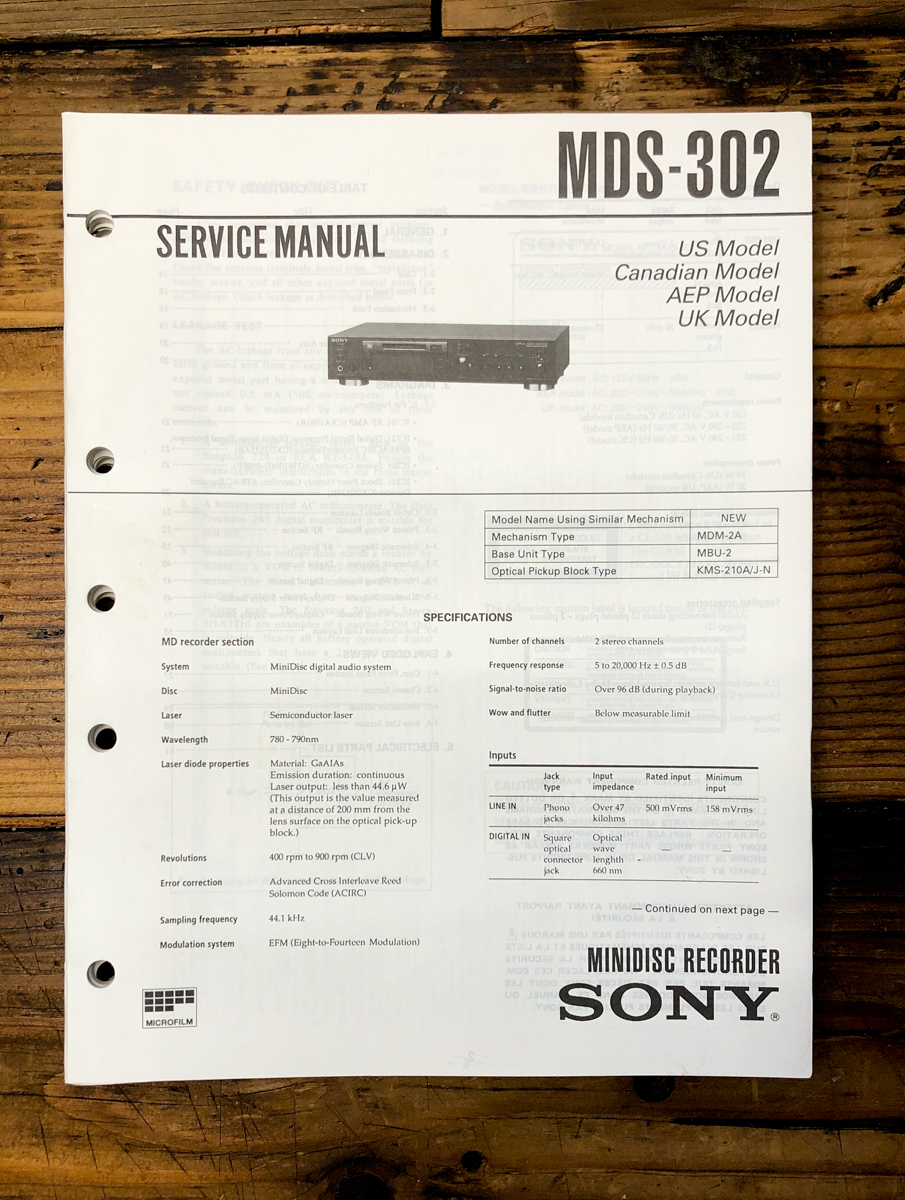 MDS-302
SERVICE MANUAL
US Model
Canadian Model
AEP Model
UK Model
SONY
Model Name Using Similar Mechanism NEW
Mechanism Type MDM-2A
Base Unit Type MBU-2
Optical Pickup Block Type KMS-210A/J-N
SPECIFICATIONS
MD recorder section
System MiniDisc digital audio system
Disc MiniDisc
Laser Semiconductor laser
Wavelength 780 - 790nm
Laser diode properties Material: GaAlAs
Emission duration: continuous
Laser output: less than 44.6 µW
(This output is the value measured
at a distance of 200 mm from the
lens surface on the optical pick-up
block.)
Revolutions 400 rpm to 900 rpm (CLV)
Error correction Advanced Cross Interleave Reed
Solomon Code (ACIRC)
Sampling frequency 44.1 kHz
Modulation system EFM (Eight-to-Fourteen Modulation)
Number of channels 2 stereo channels
Frequency response 5 to 20,000 Hz ± 0.5 dB
Signal-to-noise ratio Over 96 dB (during playback)
Wow and flutter Below measurable limit
Inputs
Jack type Input impedance Rated input Minimum input
LINE IN Phono jacks Over 47 kilohms 500 mVrms 158 mVrms
DIGITAL IN Square optical connector jack Optical wave lenghth 660 nm — —
— Continued on next page —
MICROFILM
MINIDISC RECORDER
SONY®